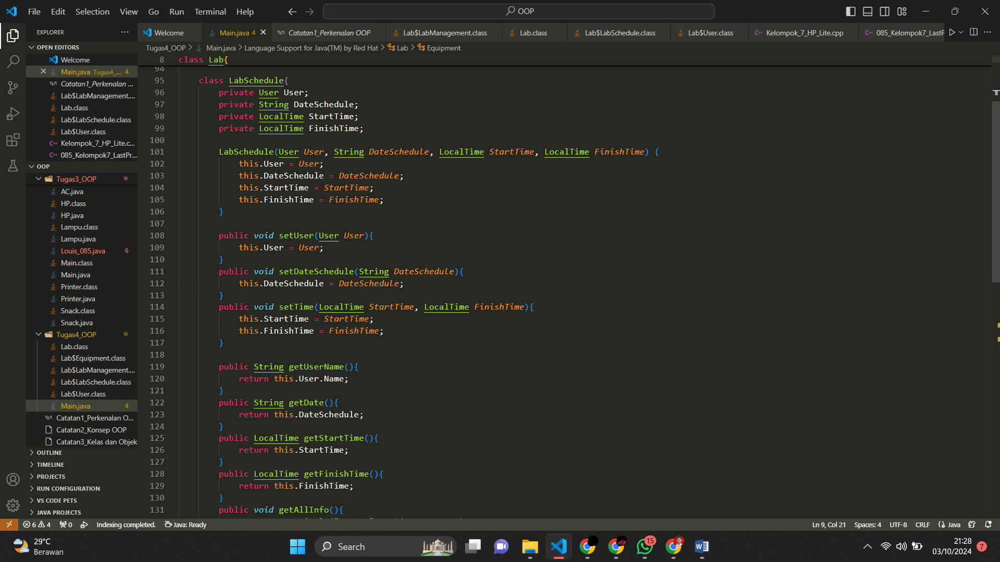 File Edit Selection View Go Run Terminal Help
OOP
EXPLORER
Welcome
Main.java 4
Catatan1_Perkenalan OOP
Lab$LabManagement.class
Lab.class
Lab$LabSchedule.class
Lab$User.class
Kelempok_7_HP_Lite.cpp
085_Kelompok7_LastP
OPEN EDITORS
Welcome
Main.java Tugas4_... 4
Catatan1_Perkenalan ...
Lab$LabManagement....
Lab.class
Lab$LabSchedule.class
Lab$User.class
Kelempok_7_HP_Lite.c...
085_Kelompok7_LastPr...
OOP
Tugas3_OOP
AC.java
HP.class
HP.java
Lampu.class
Lampu.java
Louis_085.java 6
Main.class
Main.java
Printer.class
Printer.java
Snack.class
Snack.java
Tugas4_OOP
Lab.class
Lab$Equipment.class
Lab$LabManagement....
Lab$LabSchedule.class
Lab$User.class
Main.java 4
Catatan1_Perkenalan O...
Catatan2_Konsep OOP
Catatan3_Kelas dan Objek
OUTLINE
TIMELINE
PROJECTS
RUN CONFIGURATION
VS CODE PETS
JAVA PROJECTS
Tugas4_OOP > Main.java > Language Support for Java(TM) by Red Hat > Lab > Equipment
8 class Lab{
94
95 class LabSchedule{
96 private User User;
97 private String DateSchedule;
98 private LocalTime StartTime;
99 private LocalTime FinishTime;
100
101 LabSchedule(User User, String DateSchedule, LocalTime StartTime, LocalTime FinishTime) {
102 this.User = User;
103 this.DateSchedule = DateSchedule;
104 this.StartTime = StartTime;
105 this.FinishTime = FinishTime;
106 }
107
108 public void setUser(User User){
109 this.User = User;
110 }
111 public void setDateSchedule(String DateSchedule){
112 this.DateSchedule = DateSchedule;
113 }
114 public void setTime(LocalTime StartTime, LocalTime FinishTime){
115 this.StartTime = StartTime;
116 this.FinishTime = FinishTime;
117 }
118
119 public String getUserName(){
120 return this.User.Name;
121 }
122 public String getDate(){
123 return this.DateSchedule;
124 }
125 public LocalTime getStartTime(){
126 return this.StartTime;
127 }
128 public LocalTime getFinishTime(){
129 return this.FinishTime;
130 }
131 public void getAllInfo(){
6 4 0 Indexing completed. Java: Ready
Ln 9, Col 21 Spaces: 4 UTF-8 CRLF {} Java
29°C
Berawan
Search
15
21:28
03/10/2024
7